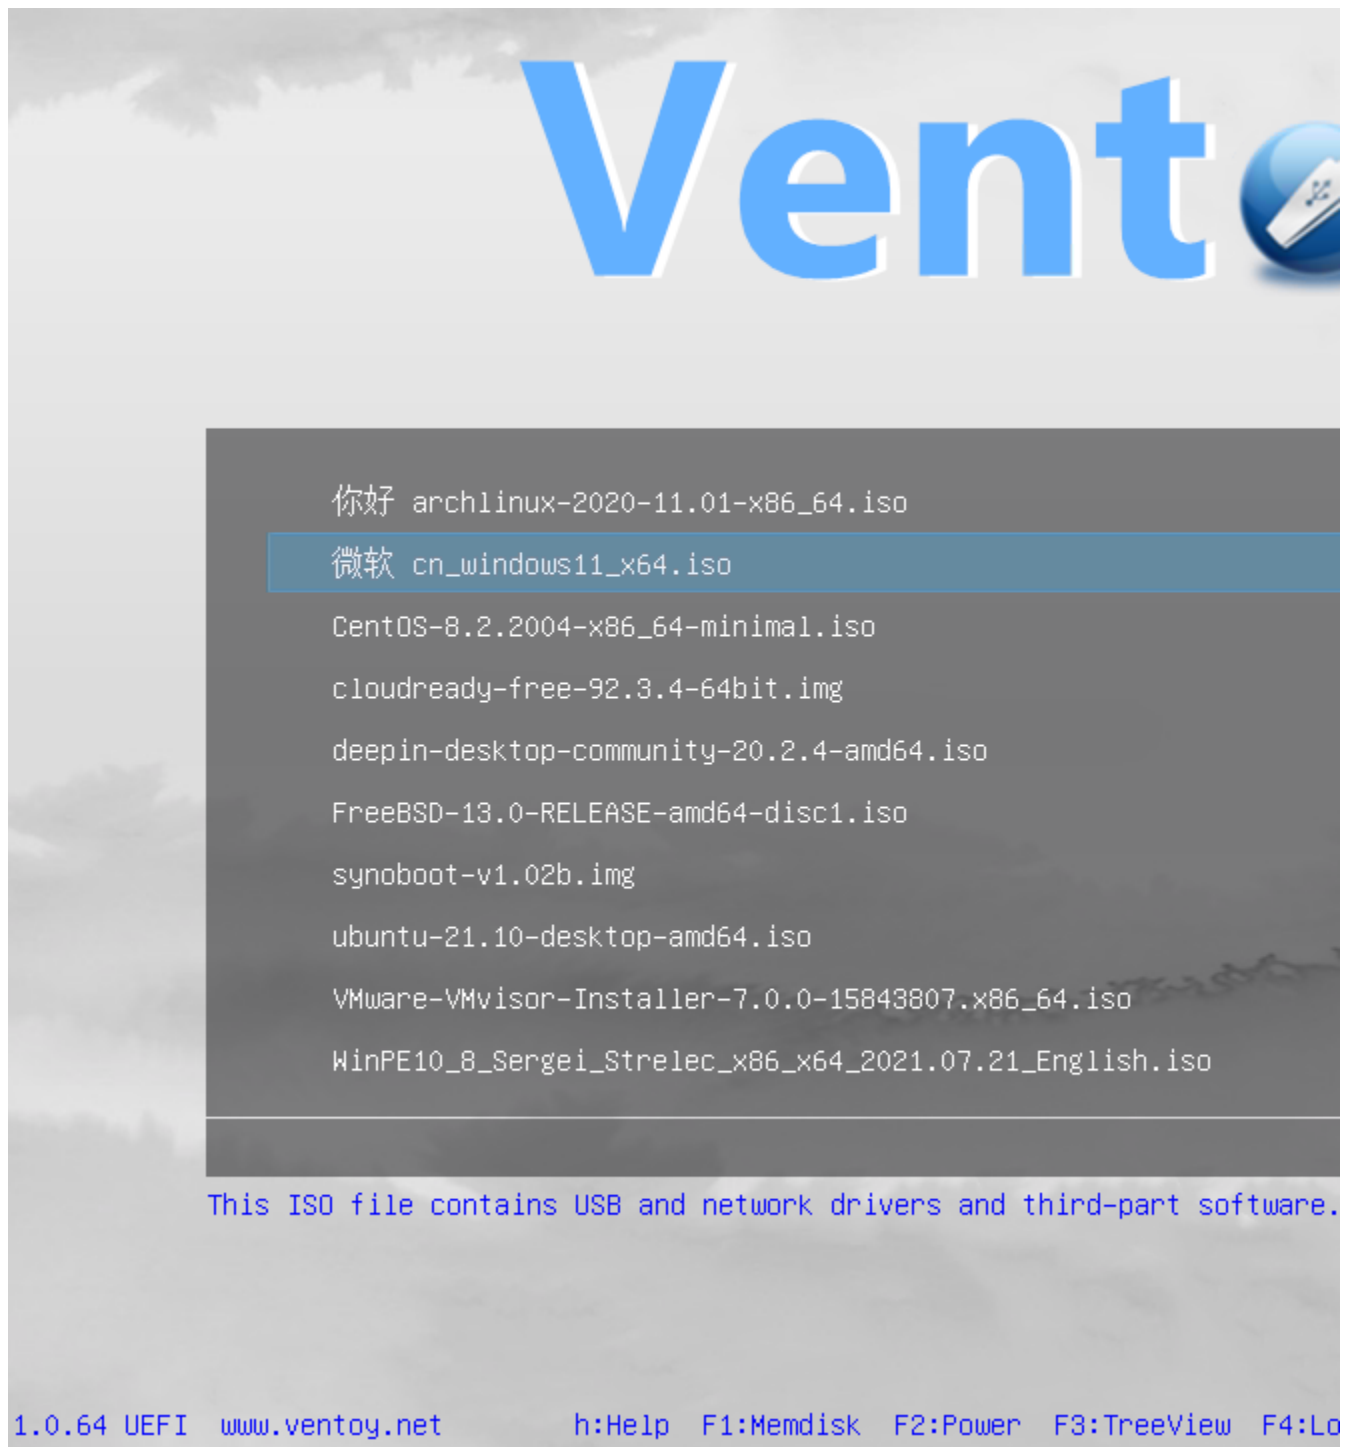 Vent
你好 archlinux-2020-11.01-x86_64.iso
微软 cn_windows11_x64.iso
CentOS-8.2.2004-x86_64-minimal.iso
cloudready-free-92.3.4-64bit.img
deepin-desktop-community-20.2.4-amd64.iso
FreeBSD-13.0-RELEASE-amd64-disc1.iso
synoboot-v1.02b.img
ubuntu-21.10-desktop-amd64.iso
VMware-VMvisor-Installer-7.0.0-15843807.x86_64.iso
WinPE10_8_Sergei_Strelec_x86_x64_2021.07.21_English.iso
This ISO file contains USB and network drivers and third-part software.
1.0.64 UEFI www.ventoy.net h:Help F1:Memdisk F2:Power F3:TreeView F4:Lo